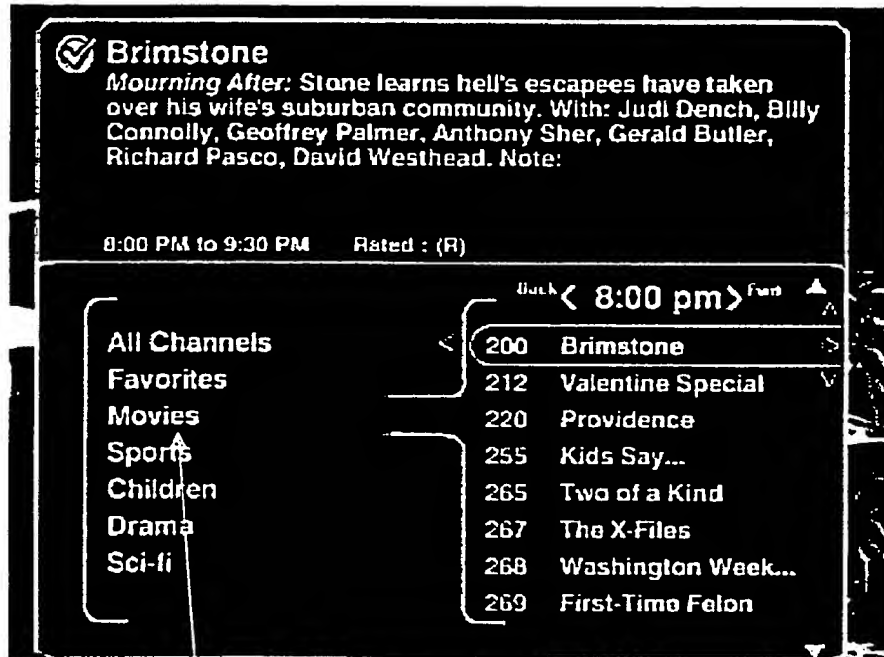 Brimstone
Mourning After: Stone learns hell's escapees have taken
over his wife's suburban community. With: Judi Dench, Billy
Connolly, Geoffrey Palmer, Anthony Sher, Gerald Butler,
Richard Pasco, David Westhead. Note:
8:00 PM to 9:30 PM Rated : (R)
Back < 8:00 pm > Fwd
All Channels
Favorites
Movies
Sports
Children
Drama
Sci-fi
200 Brimstone
212 Valentine Special
220 Providence
255 Kids Say...
265 Two of a Kind
267 The X-Files
268 Washington Week...
269 First-Time Felon